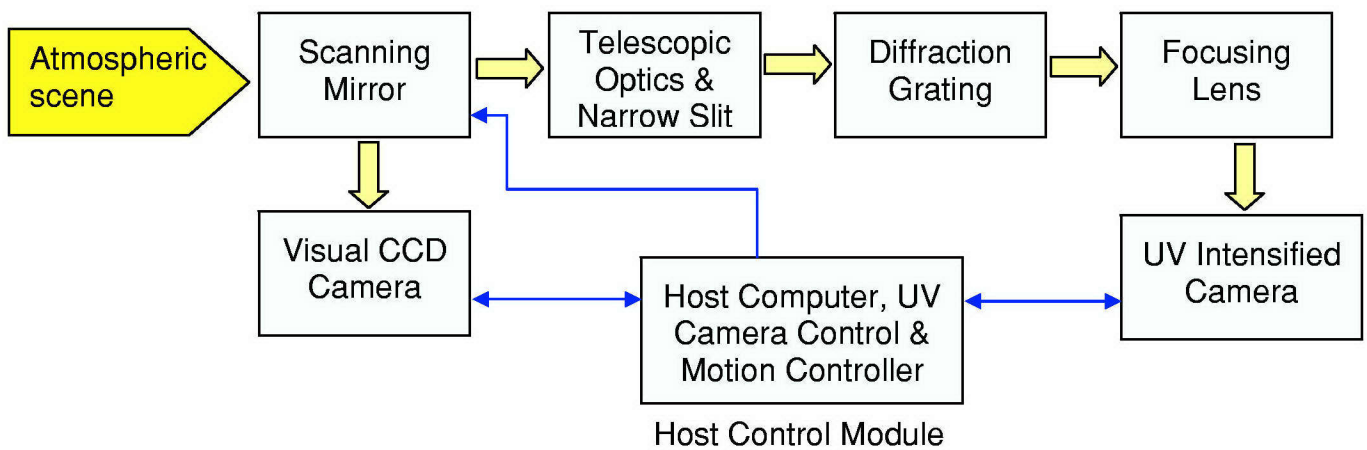 Atmospheric
scene
Scanning
Mirror
Telescopic
Optics &
Narrow Slit
Diffraction
Grating
Focusing
Lens
Visual CCD
Camera
Host Computer, UV
Camera Control &
Motion Controller
UV Intensified
Camera
Host Control Module